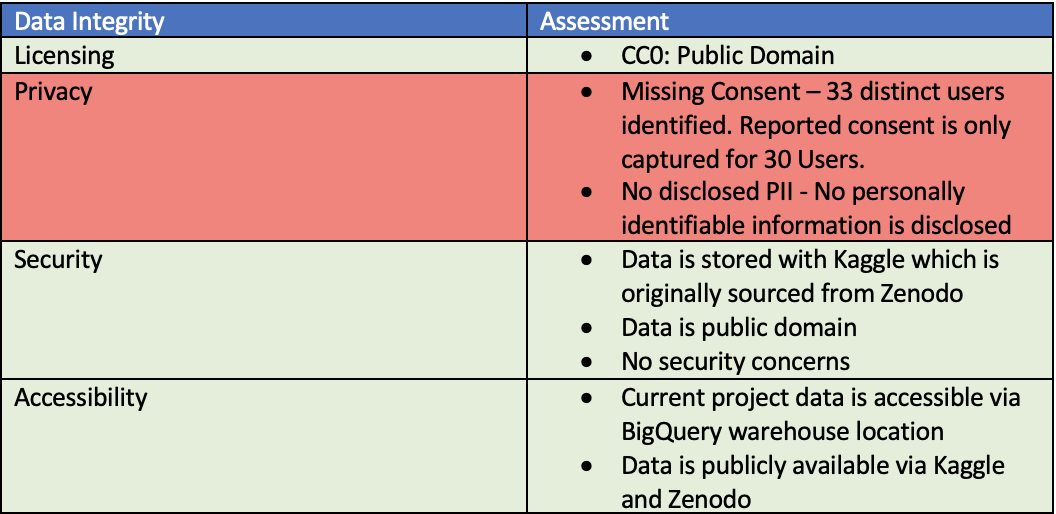 Data Integrity
Assessment
Licensing
• CC0: Public Domain
Privacy
• Missing Consent – 33 distinct users
identified. Reported consent is only
captured for 30 Users.
• No disclosed PII - No personally
identifiable information is disclosed
Security
• Data is stored with Kaggle which is
originally sourced from Zenodo
• Data is public domain
• No security concerns
Accessibility
• Current project data is accessible via
BigQuery warehouse location
• Data is publicly available via Kaggle
and Zenodo